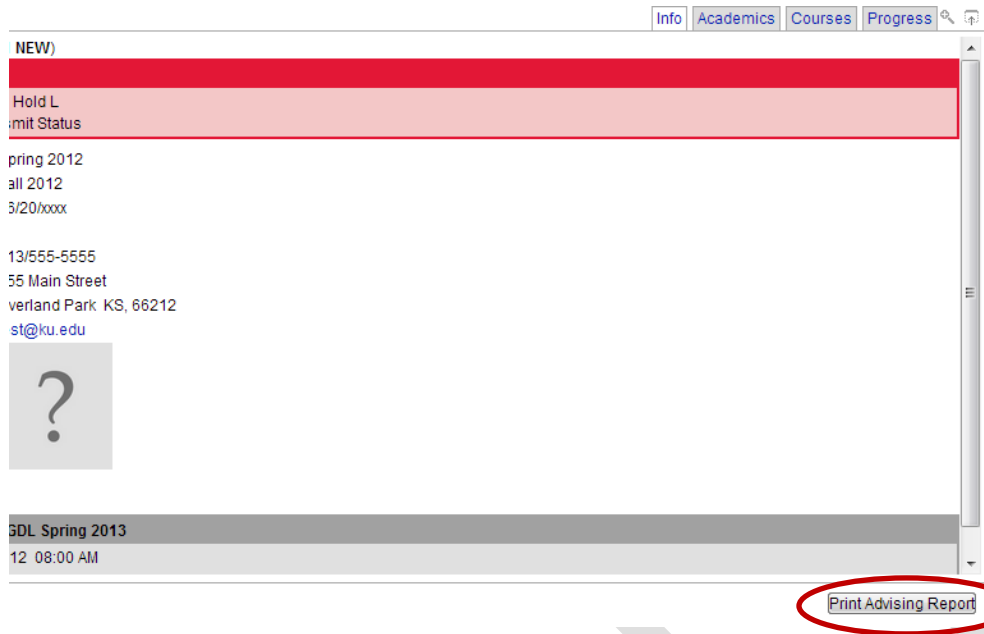 Info Academics Courses Progress
NEW)
Hold L
mit Status
pring 2012
all 2012
6/20/xxxx
13/555-5555
55 Main Street
verland Park KS, 66212
st@ku.edu
?
GDL Spring 2013
12 08:00 AM
Print Advising Report